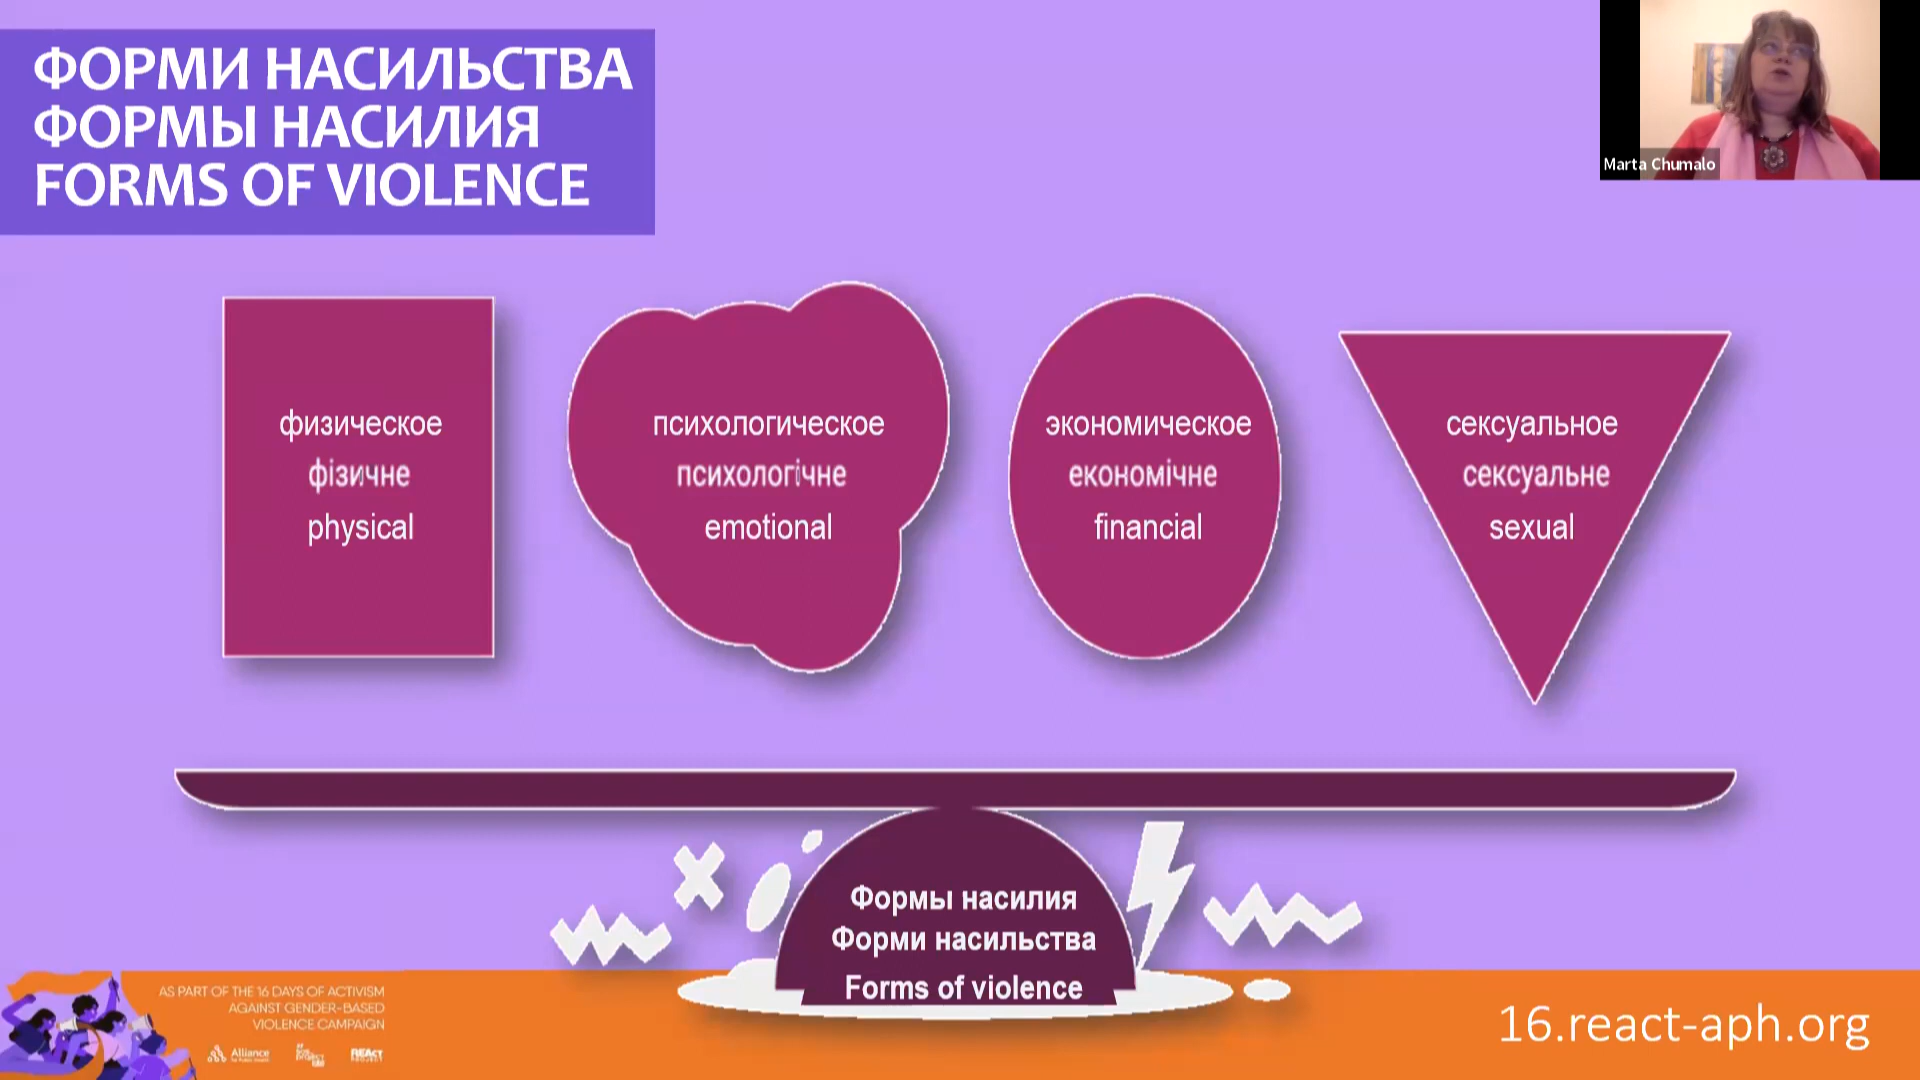 ФОРМИ НАСИЛЬСТВА
ФОРМЫ НАСИЛИЯ
FORMS OF VIOLENCE
Marta Chumalo
физическое
фізичне
physical
психологическое
психологічне
emotional
экономическое
економічне
financial
сексуальное
сексуальне
sexual
Формы насилия
Форми насильства
Forms of violence
AS PART OF THE 16 DAYS OF ACTIVISM
AGAINST GENDER-BASED
VIOLENCE CAMPAIGN
Alliance
REAct
16.react-aph.org